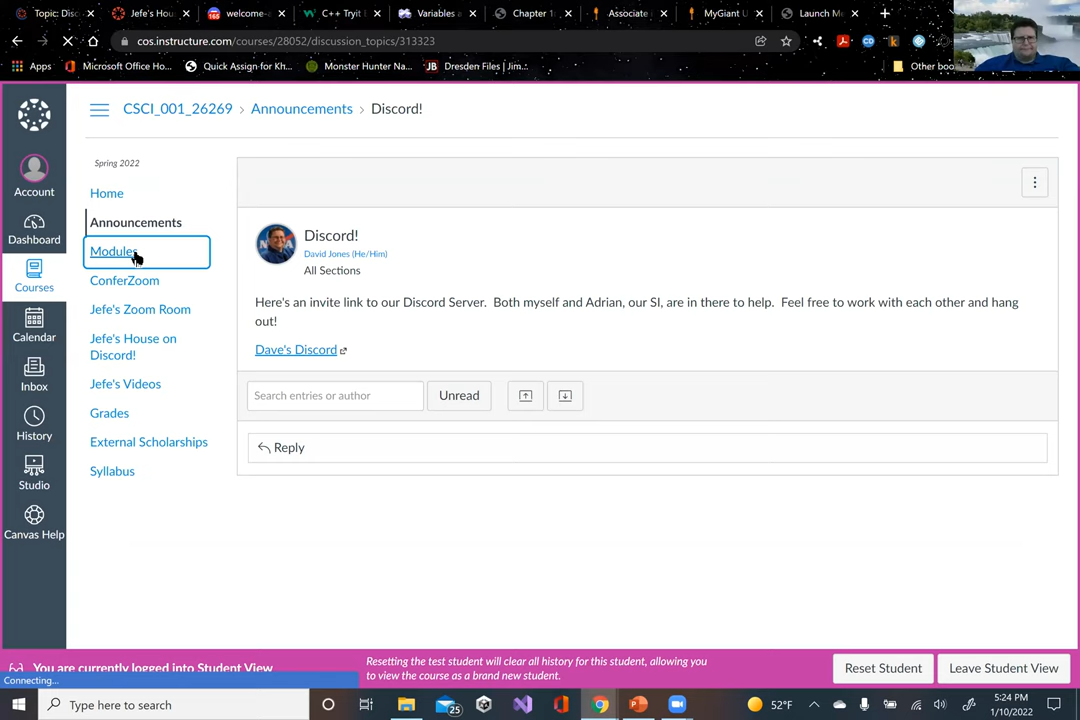 Topic: Disc
Jefe's Hou
welcome-a
C++ Tryit
Variables a
Chapter 1
Associate
MyGiant U
Launch M
cos.instructure.com/courses/28052/discussion_topics/313323
Apps
Microsoft Office Ho...
Quick Assign for Kh...
Monster Hunter Na...
Dresden Files | Jim...
Other boo
CSCI_001_26269 > Announcements > Discord!
Account
Dashboard
Courses
Calendar
Inbox
History
Studio
Canvas Help
Spring 2022
Home
Announcements
Modules
ConferZoom
Jefe's Zoom Room
Jefe's House on
Discord!
Jefe's Videos
Grades
External Scholarships
Syllabus
Discord!
David Jones (He/Him)
All Sections
Here's an invite link to our Discord Server. Both myself and Adrian, our SI, are in there to help. Feel free to work with each other and hang
out!
Dave's Discord
Search entries or author
Unread
Reply
You are currently logged into Student View
Resetting the test student will clear all history for this student, allowing you
to view the course as a brand new student.
Reset Student
Leave Student View
Connecting...
Type here to search
25
52°F
5:24 PM
1/10/2022